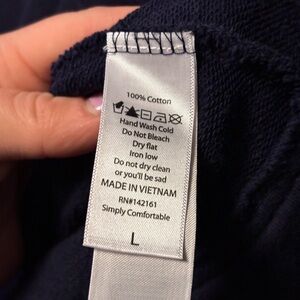 100% Cotton
Hand Wash Cold
Do Not Bleach
Dry flat
Iron low
Do not dry clean
or you'll be sad
MADE IN VIETNAM
RN#142161
Simply Comfortable
L